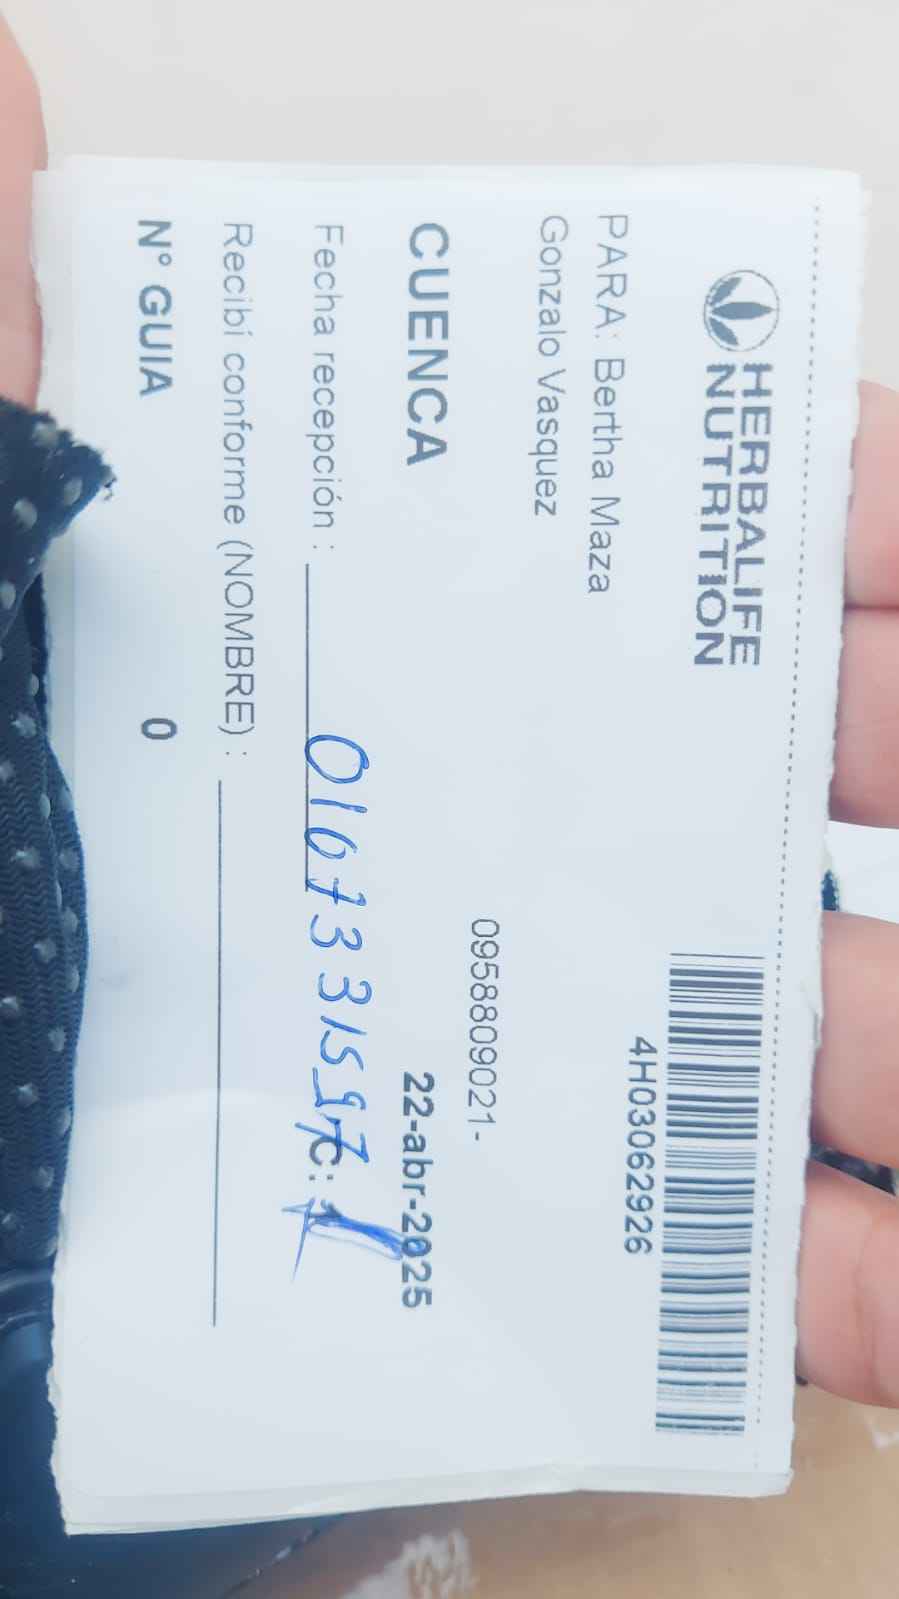 HERBALIFE
NUTRITION
4H03062926
PARA: Bertha Maza
Gonzalo Vasquez
0958809021-
CUENCA 22-abr-2025
Fecha recepción : C:
Recibí conforme (NOMBRE) :
N° GUIA 0